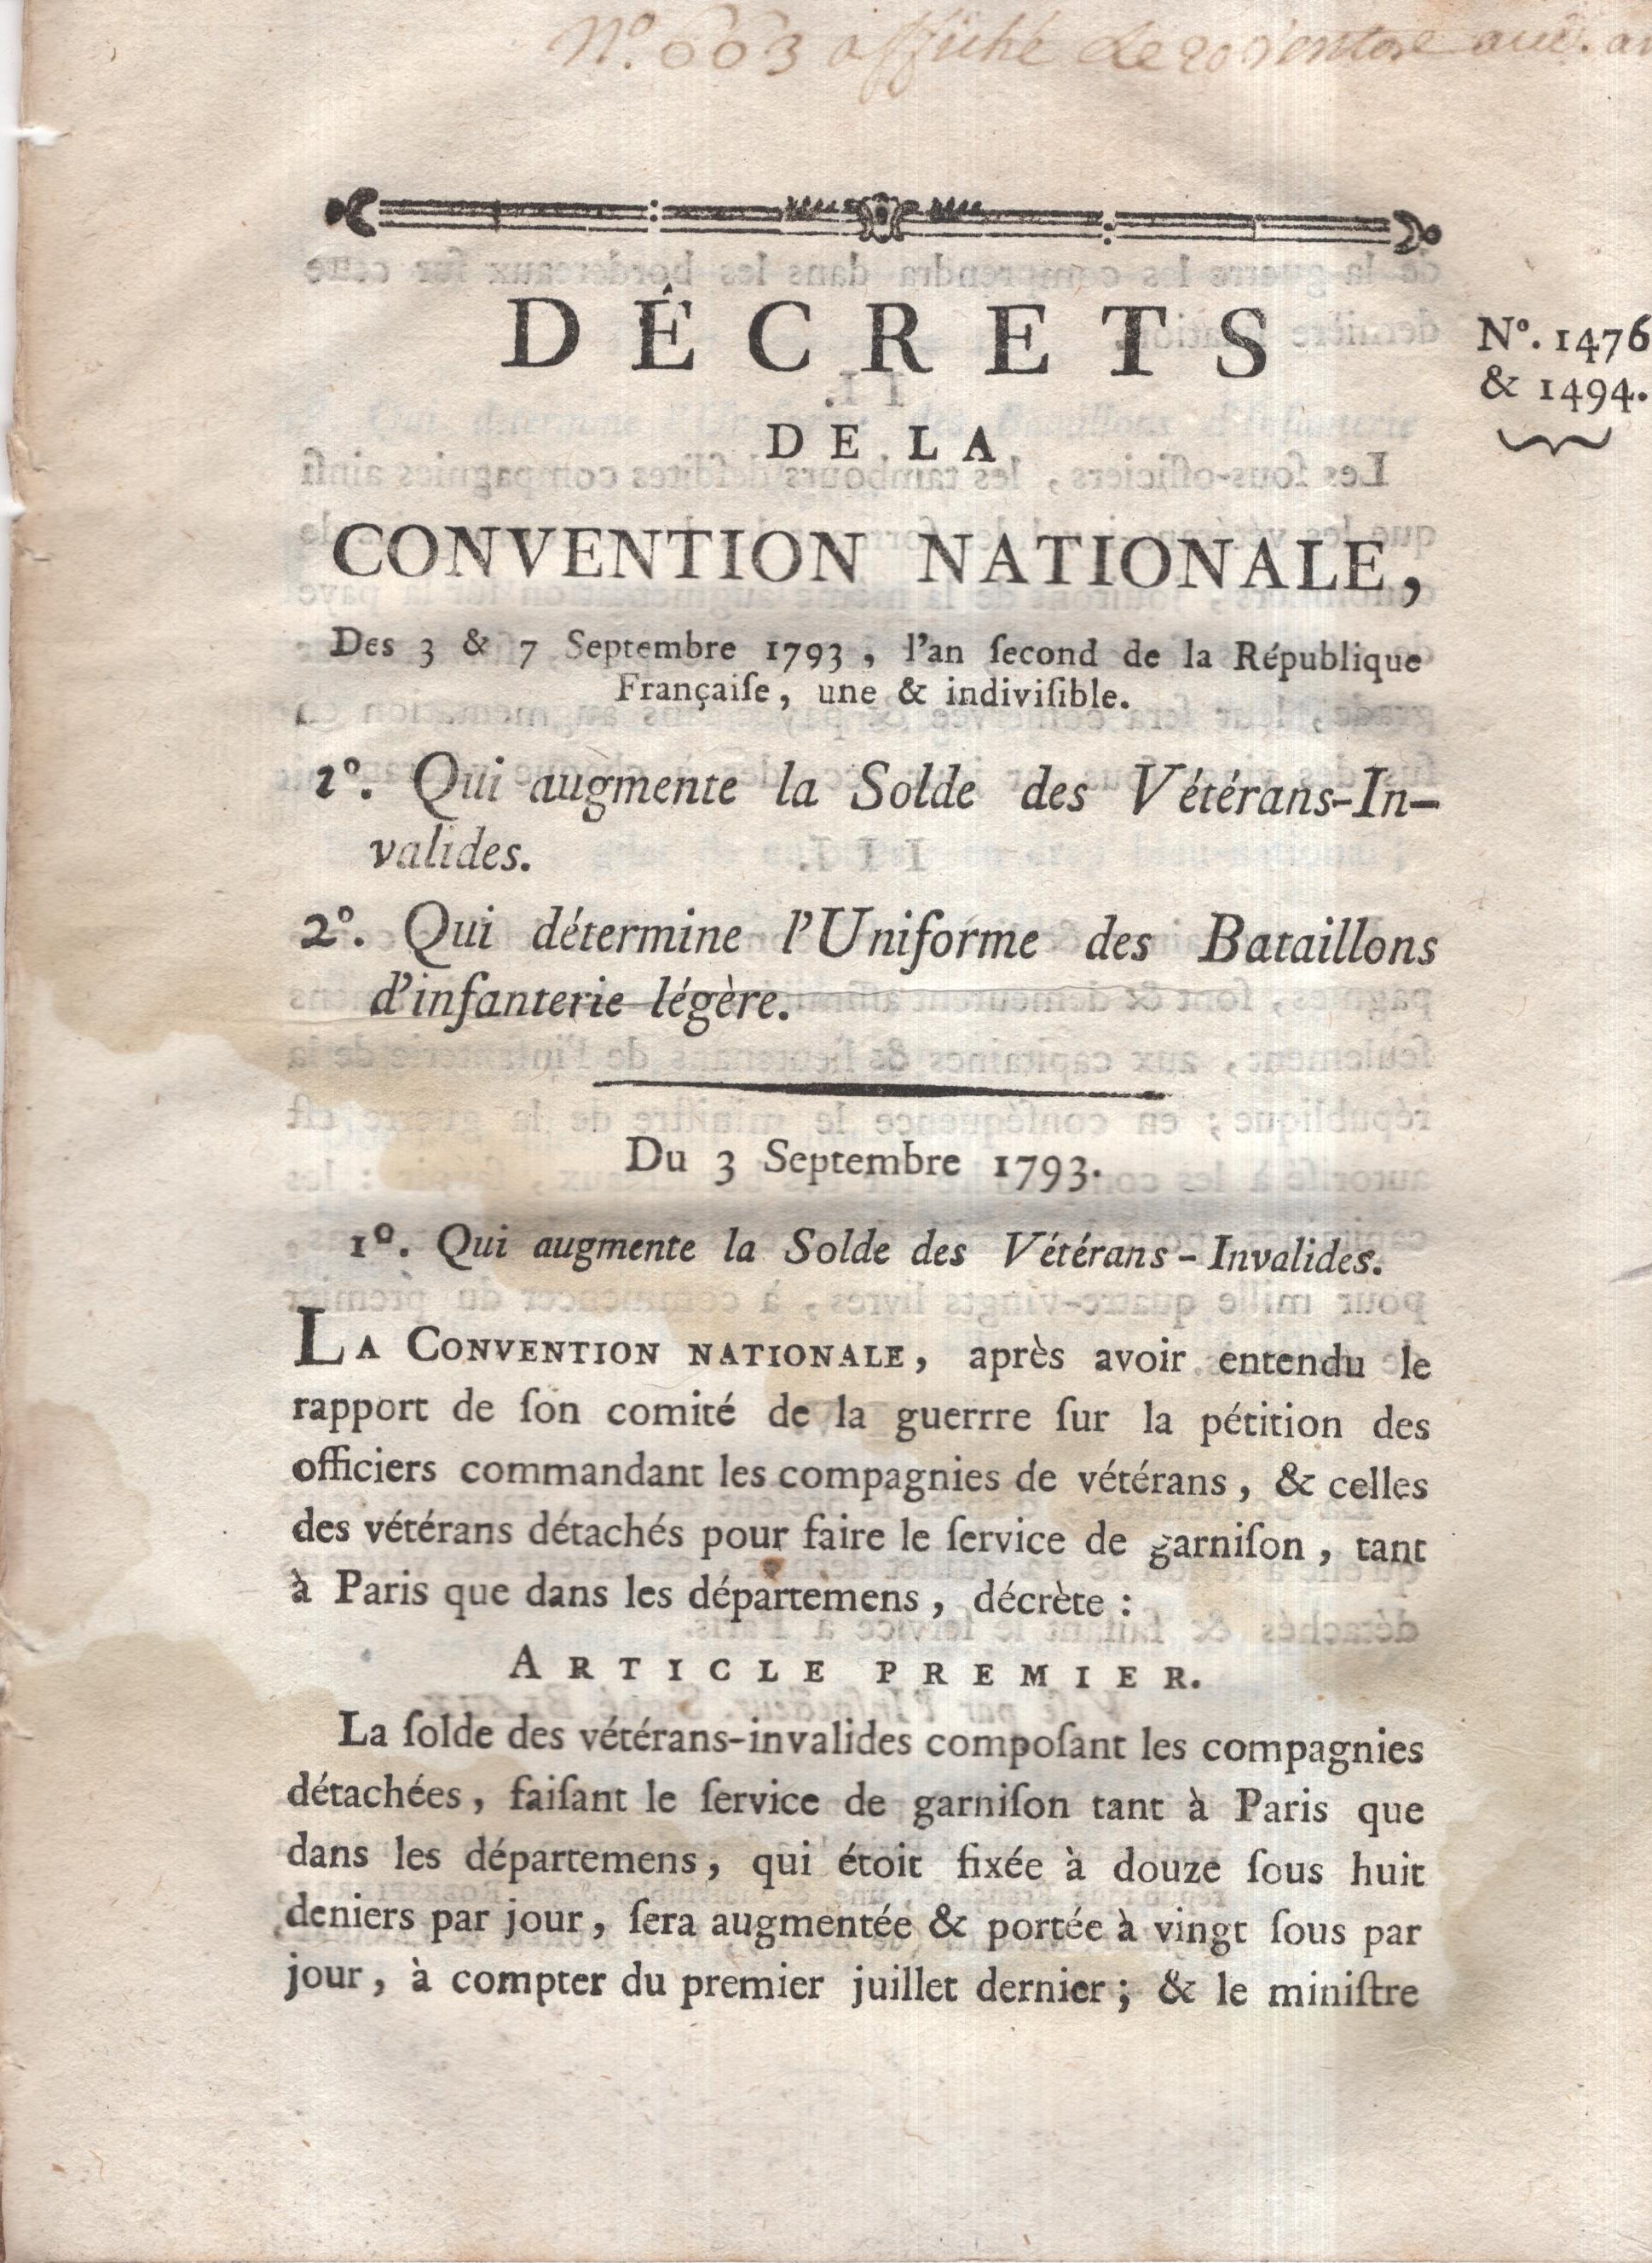 N.º 603 affiché le 20
DÉCRETS
DE LA
CONVENTION NATIONALE,
Nº. 1476
& 1494.
Des 3 & 7 Septembre 1793, l'an ſecond de la République
Françaiſe, une & indiviſible.
1º. Qui augmente la Solde des Vétérans-In-
valides.
2º. Qui détermine l'Uniforme des Bataillons
d'infanterie légère.
Du 3 Septembre 1793.
1º. Qui augmente la Solde des Vétérans-Invalides.
LA CONVENTION NATIONALE, après avoir entendu le
rapport de ſon comité de la guerrre ſur la pétition des
officiers commandant les compagnies de vétérans, & celles
des vétérans détachés pour faire le ſervice de garniſon, tant
à Paris que dans les départemens, décrète :
ARTICLE PREMIER.
La ſolde des vétérans-invalides compoſant les compagnies
détachées, faiſant le ſervice de garniſon tant à Paris que
dans les départemens, qui étoit fixée à douze ſous huit
deniers par jour, ſera augmentée & portée à vingt ſous par
jour, à compter du premier juillet dernier; & le miniſtre